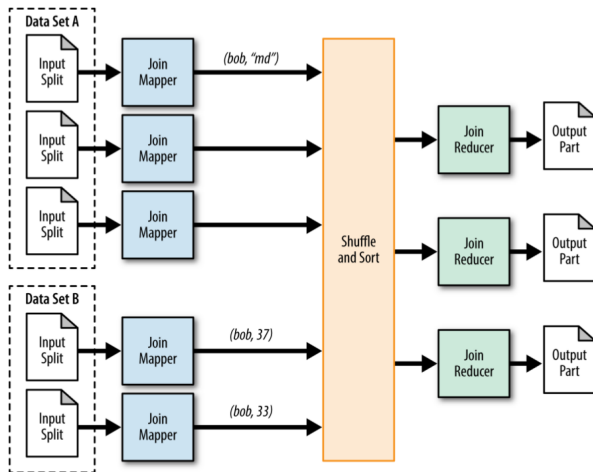 Data Set A
Input
Split
Join
Mapper
(bob, “md”)
Input
Split
Join
Mapper
Input
Split
Join
Mapper
Data Set B
Input
Split
Join
Mapper
(bob, 37)
Input
Split
Join
Mapper
(bob, 33)
Shuffle
and Sort
Join
Reducer
Output
Part
Join
Reducer
Output
Part
Join
Reducer
Output
Part